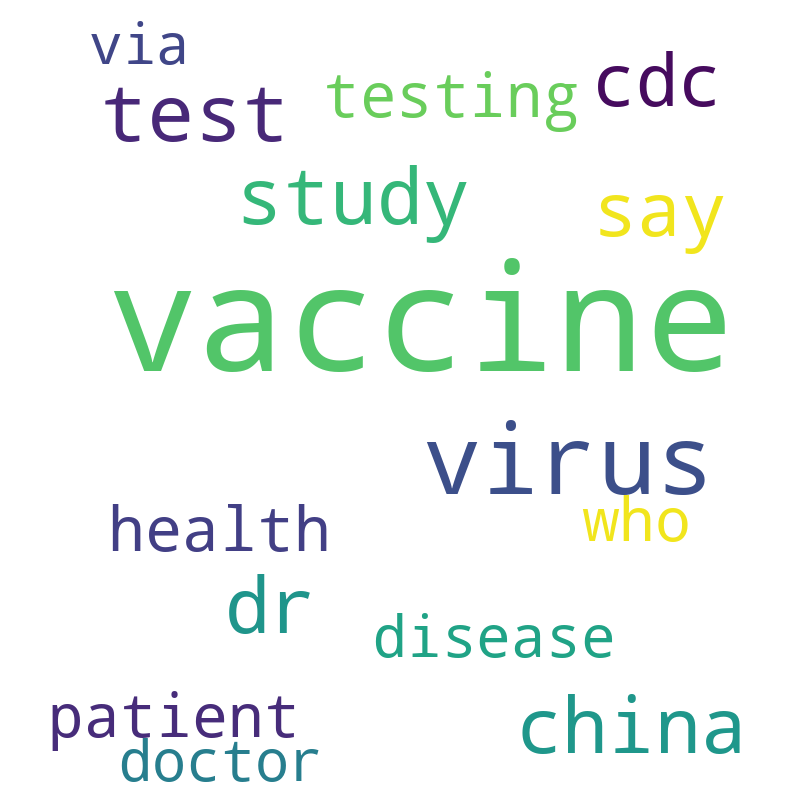 via
test testing cdc
study say
vaccine
virus
health who
dr
disease
patient china
doctor